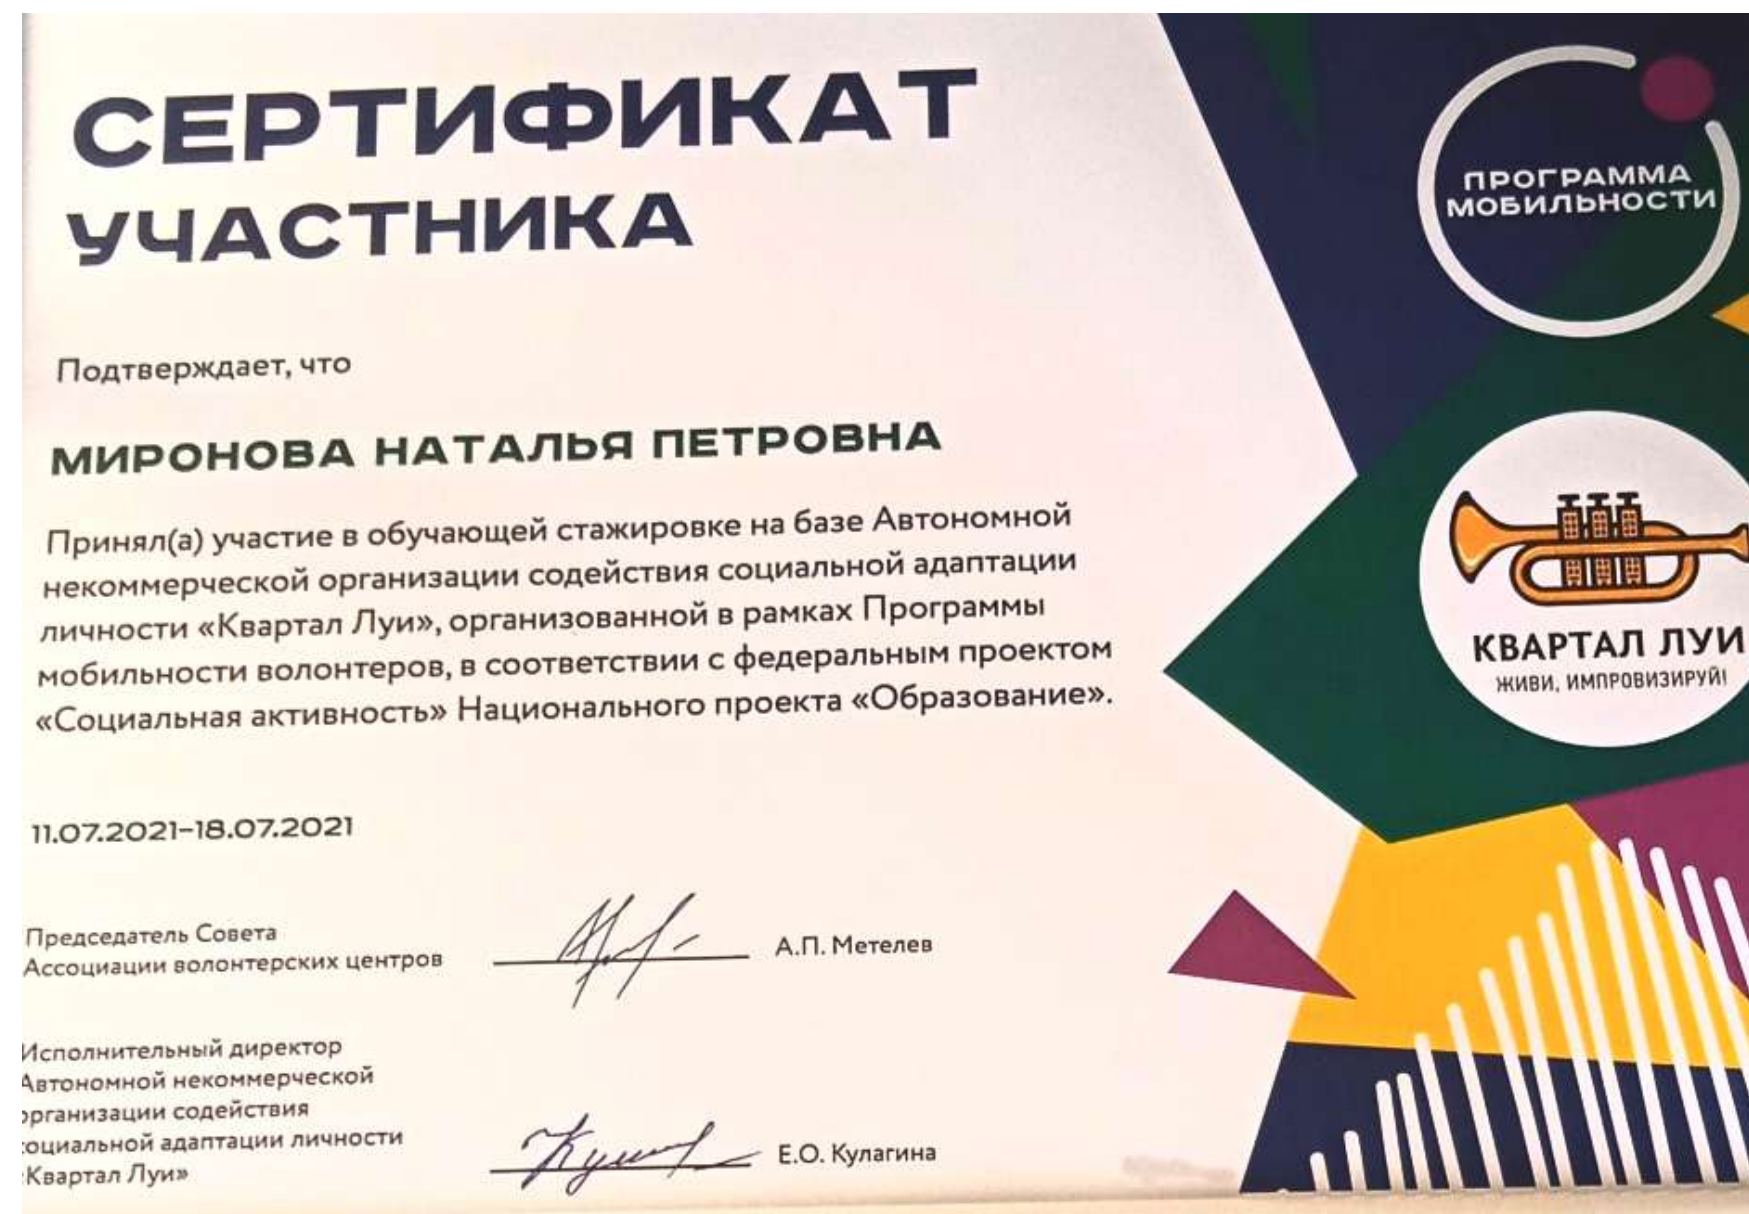 СЕРТИФИКАТ
УЧАСТНИКА
Подтверждает, что
МИРОНОВА НАТАЛЬЯ ПЕТРОВНА
Принял(а) участие в обучающей стажировке на базе Автономной
некоммерческой организации содействия социальной адаптации
личности «Квартал Луи», организованной в рамках Программы
мобильности волонтеров, в соответствии с федеральным проектом
«Социальная активность» Национального проекта «Образование».
11.07.2021–18.07.2021
Председатель Совета
Ассоциации волонтерских центров
А.П. Метелев
Исполнительный директор
Автономной некоммерческой
организации содействия
социальной адаптации личности
«Квартал Луи»
Е.О. Кулагина
ПРОГРАММА
МОБИЛЬНОСТИ
КВАРТАЛ ЛУИ
ЖИВИ, ИМПРОВИЗИРУЙ!